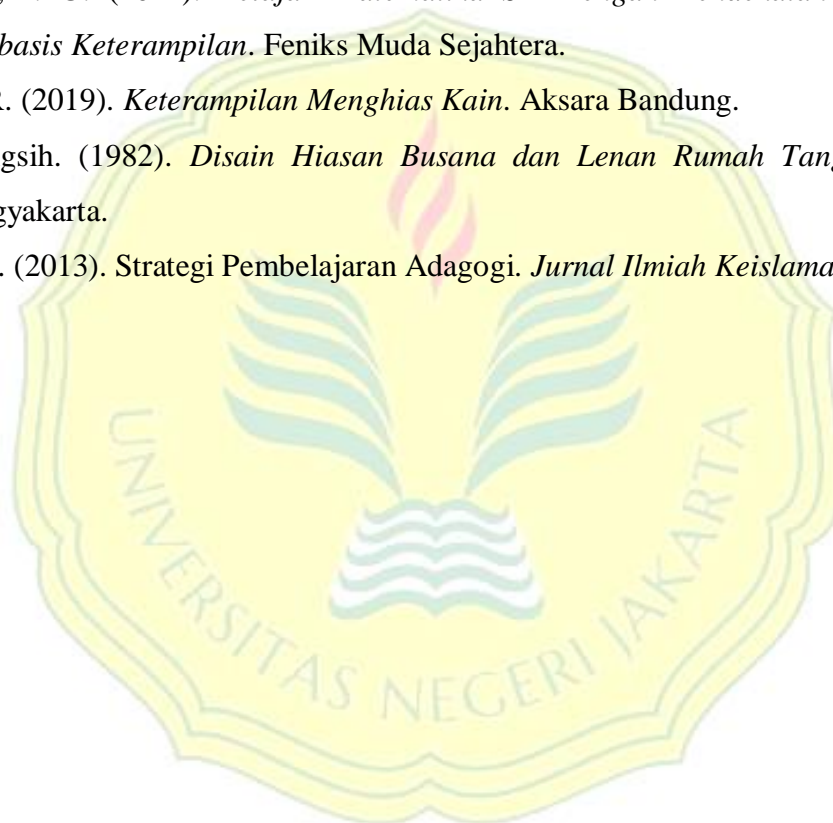 basis Keterampilan. Feniks Muda Sejahtera.
R. (2019). Keterampilan Menghias Kain. Aksara Bandung.
gsih. (1982). Disain Hiasan Busana dan Lenan Rumah Tang
gyakarta.
. (2013). Strategi Pembelajaran Adagogi. Jurnal Ilmiah Keislama
UNIVERSITAS NEGERI JAKARTA